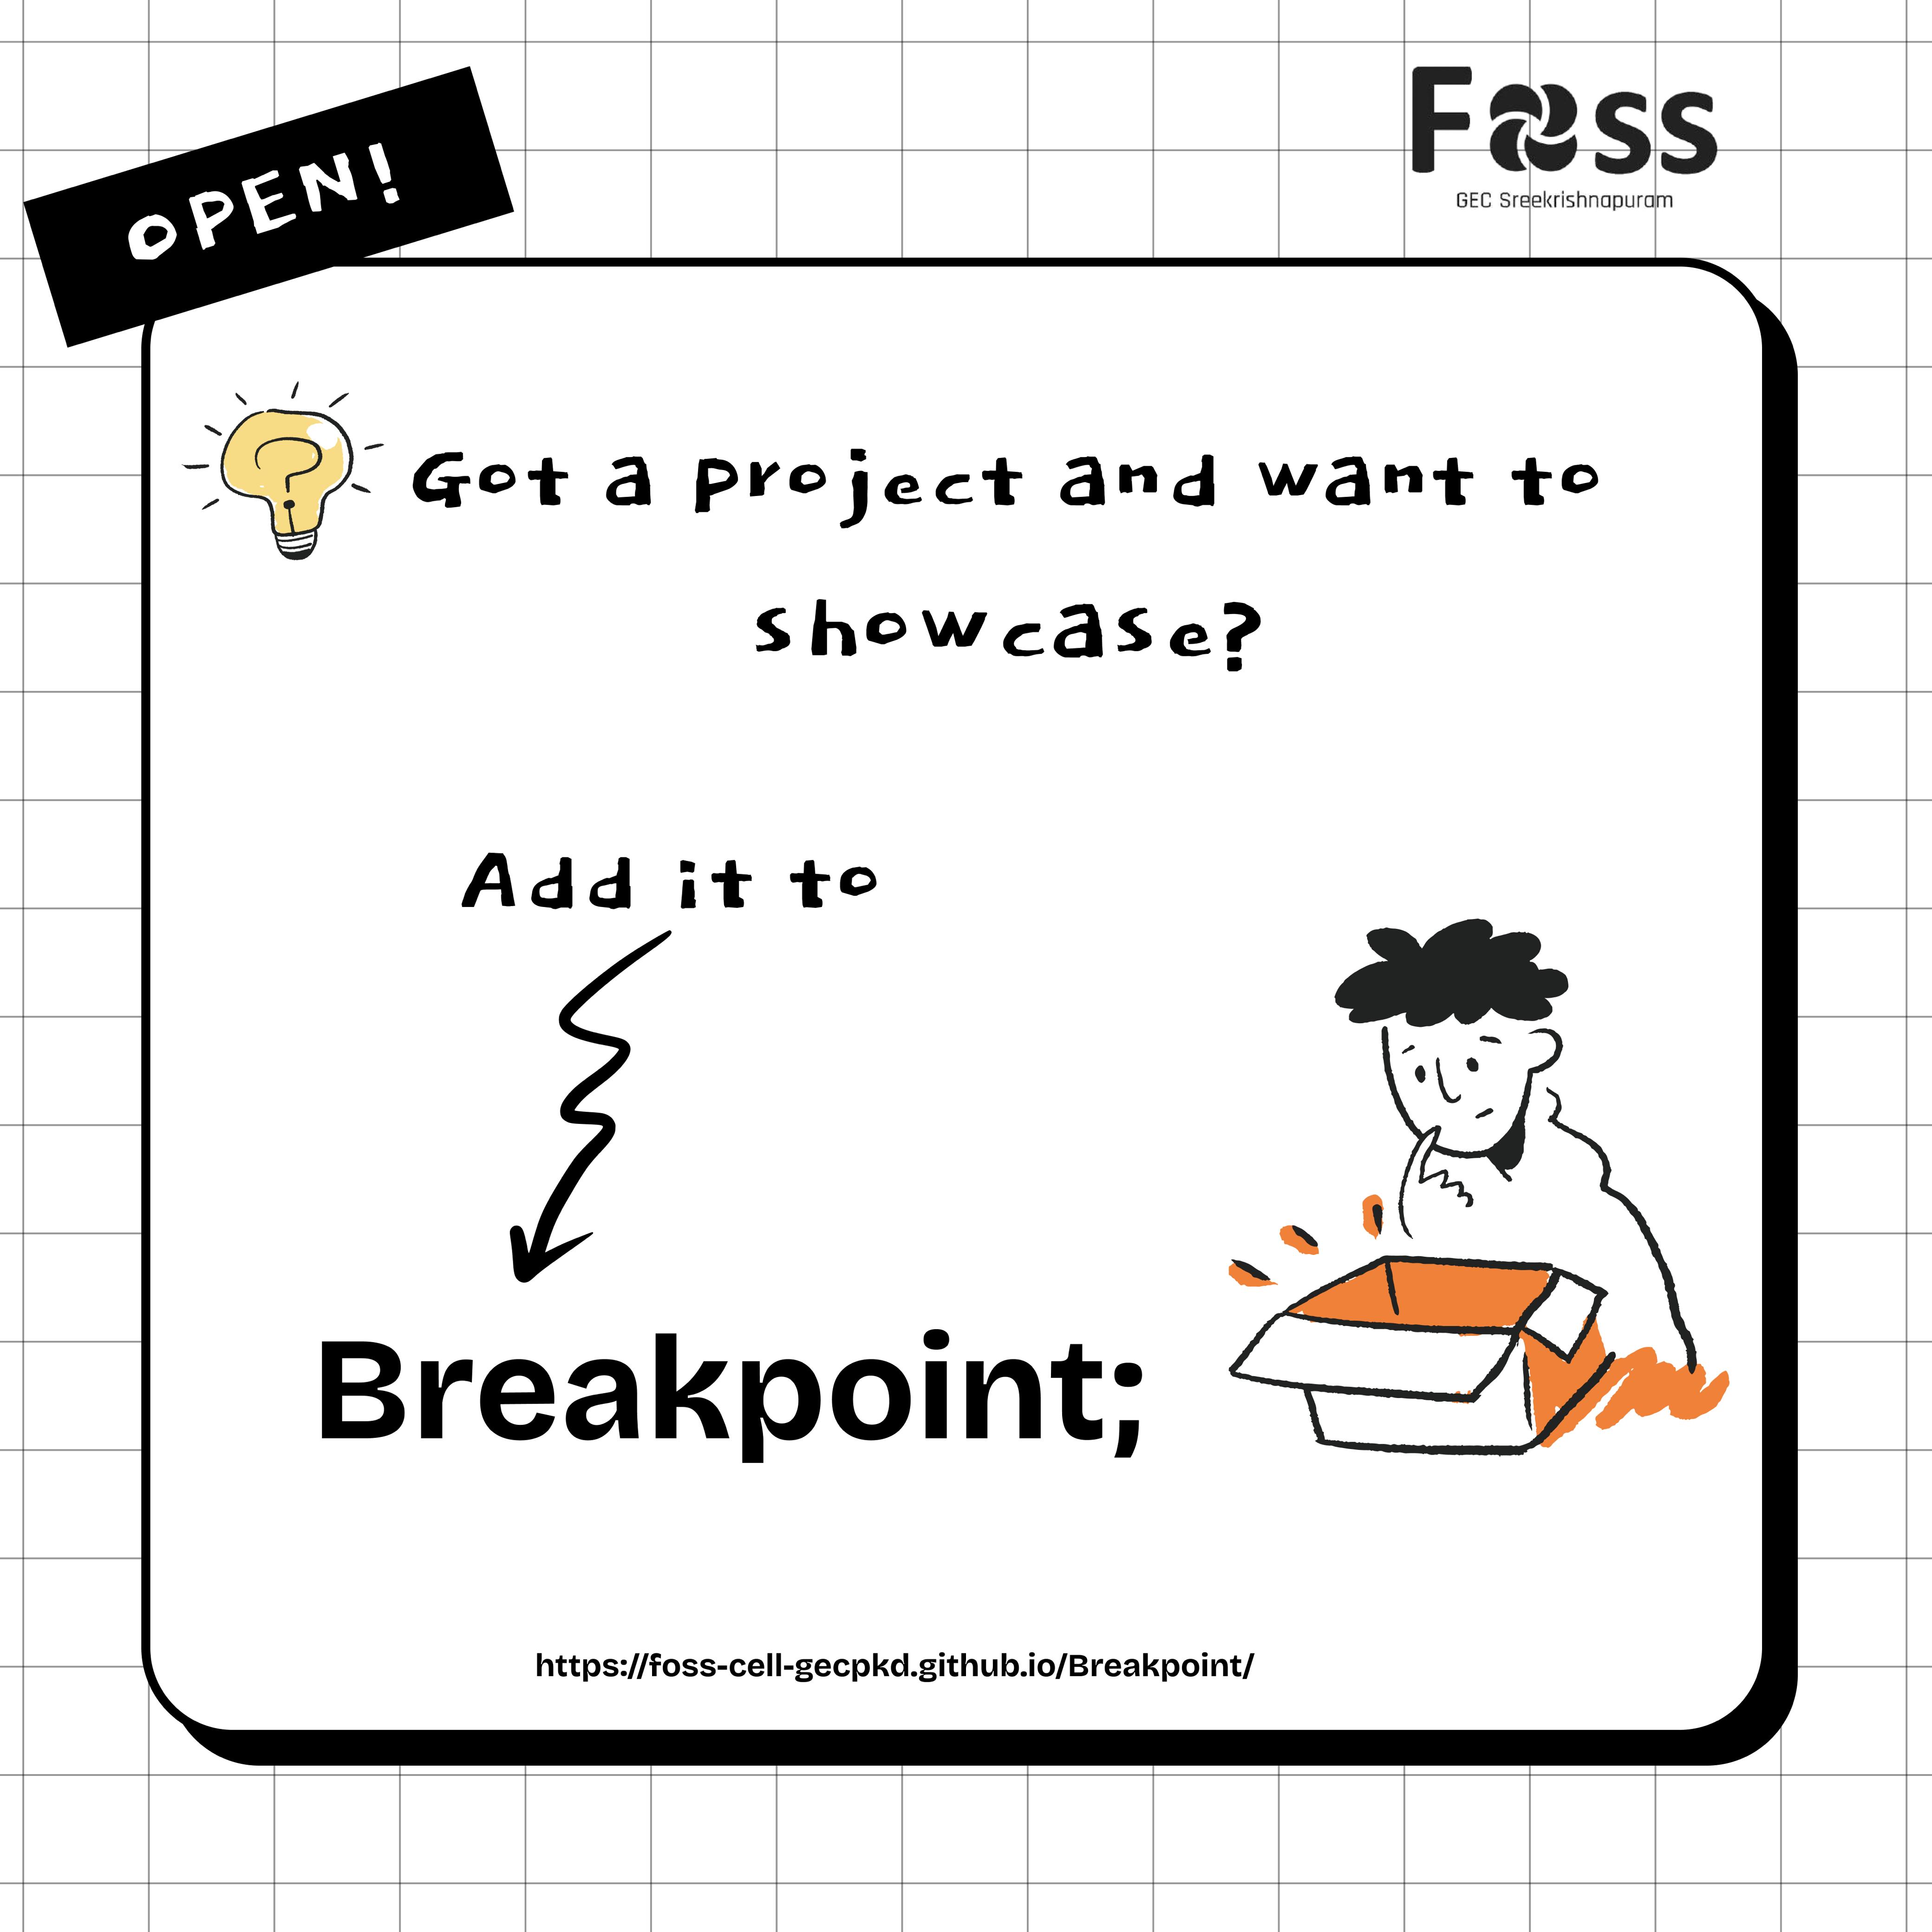 OPEN!
FOSS
GEC Sreekrishnapuram
Got a project and want to
showcase?
Add it to
Breakpoint;
https://foss-cell-gecpkd.github.io/Breakpoint/